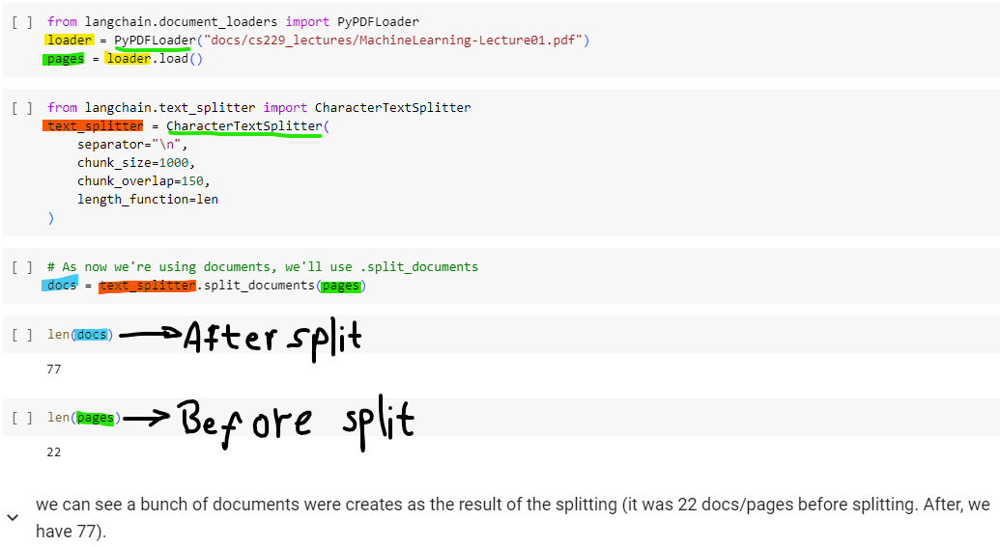 [ ] from langchain.document_loaders import PyPDFLoader
loader = PyPDFLoader("docs/cs229_lectures/MachineLearning-Lecture01.pdf")
pages = loader.load()
[ ] from langchain.text_splitter import CharacterTextSplitter
text_splitter = CharacterTextSplitter(
    separator="\n",
    chunk_size=1000,
    chunk_overlap=150,
    length_function=len
)
[ ] # As now we're using documents, we'll use .split_documents
docs = text_splitter.split_documents(pages)
[ ] len(docs) After split
77
[ ] len(pages) Before split
22
we can see a bunch of documents were creates as the result of the splitting (it was 22 docs/pages before splitting. After, we
have 77).